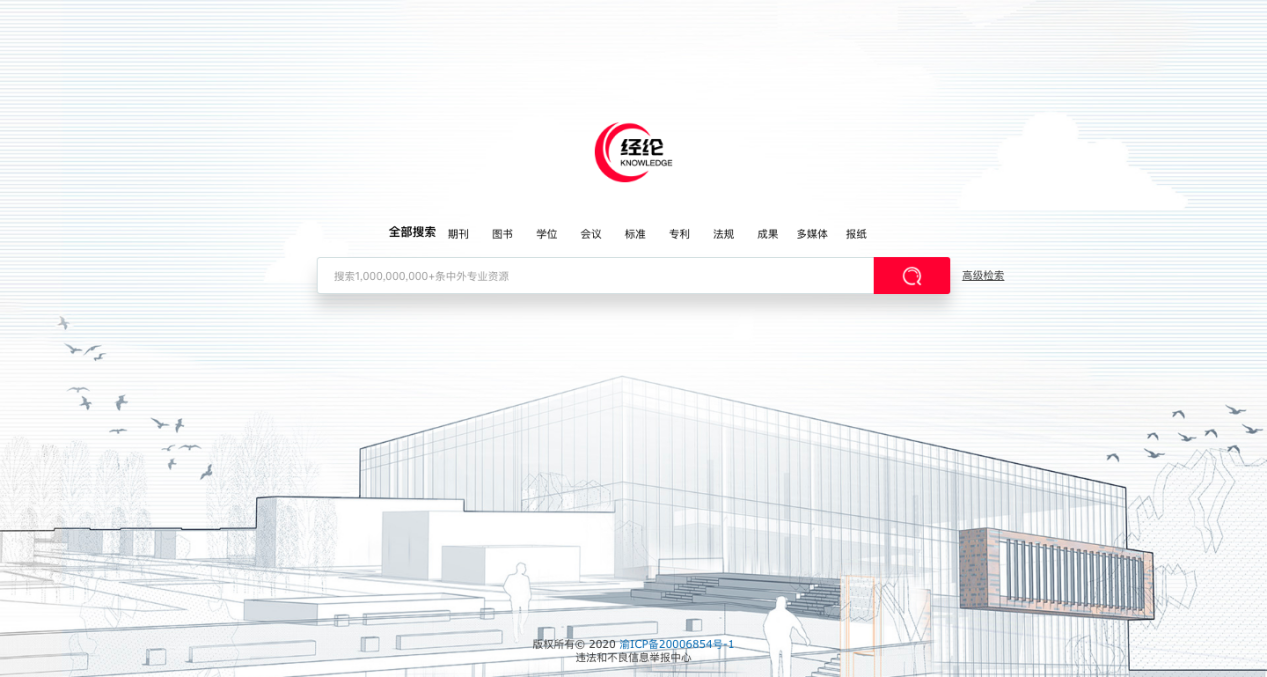 经纶
KNOWLEDGE
全部搜索 期刊 图书 学位 会议 标准 专利 法规 成果 多媒体 报纸
搜索1,000,000,000+条中外专业资源 高级检索
版权所有© 2020 渝ICP备20006854号-1
违法和不良信息举报中心